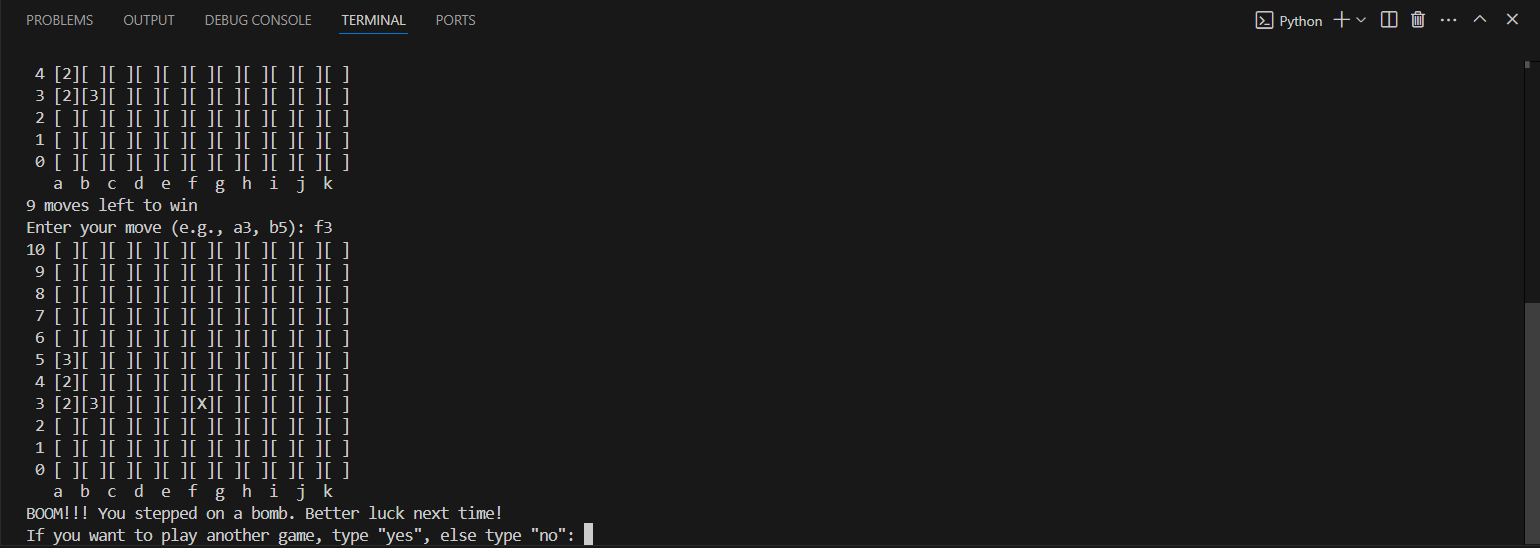 PROBLEMS OUTPUT DEBUG CONSOLE TERMINAL PORTS Python
4 [2][ ][ ][ ][ ][ ][ ][ ][ ][ ][ ]
3 [2][3][ ][ ][ ][ ][ ][ ][ ][ ][ ]
2 [ ][ ][ ][ ][ ][ ][ ][ ][ ][ ][ ]
1 [ ][ ][ ][ ][ ][ ][ ][ ][ ][ ][ ]
0 [ ][ ][ ][ ][ ][ ][ ][ ][ ][ ][ ]
a b c d e f g h i j k
9 moves left to win
Enter your move (e.g., a3, b5): f3
10 [ ][ ][ ][ ][ ][ ][ ][ ][ ][ ][ ]
9 [ ][ ][ ][ ][ ][ ][ ][ ][ ][ ][ ]
8 [ ][ ][ ][ ][ ][ ][ ][ ][ ][ ][ ]
7 [ ][ ][ ][ ][ ][ ][ ][ ][ ][ ][ ]
6 [ ][ ][ ][ ][ ][ ][ ][ ][ ][ ][ ]
5 [3][ ][ ][ ][ ][ ][ ][ ][ ][ ][ ]
4 [2][ ][ ][ ][ ][ ][ ][ ][ ][ ][ ]
3 [2][3][ ][ ][ ][X][ ][ ][ ][ ][ ]
2 [ ][ ][ ][ ][ ][ ][ ][ ][ ][ ][ ]
1 [ ][ ][ ][ ][ ][ ][ ][ ][ ][ ][ ]
0 [ ][ ][ ][ ][ ][ ][ ][ ][ ][ ][ ]
a b c d e f g h i j k
BOOM!!! You stepped on a bomb. Better luck next time!
If you want to play another game, type "yes", else type "no":